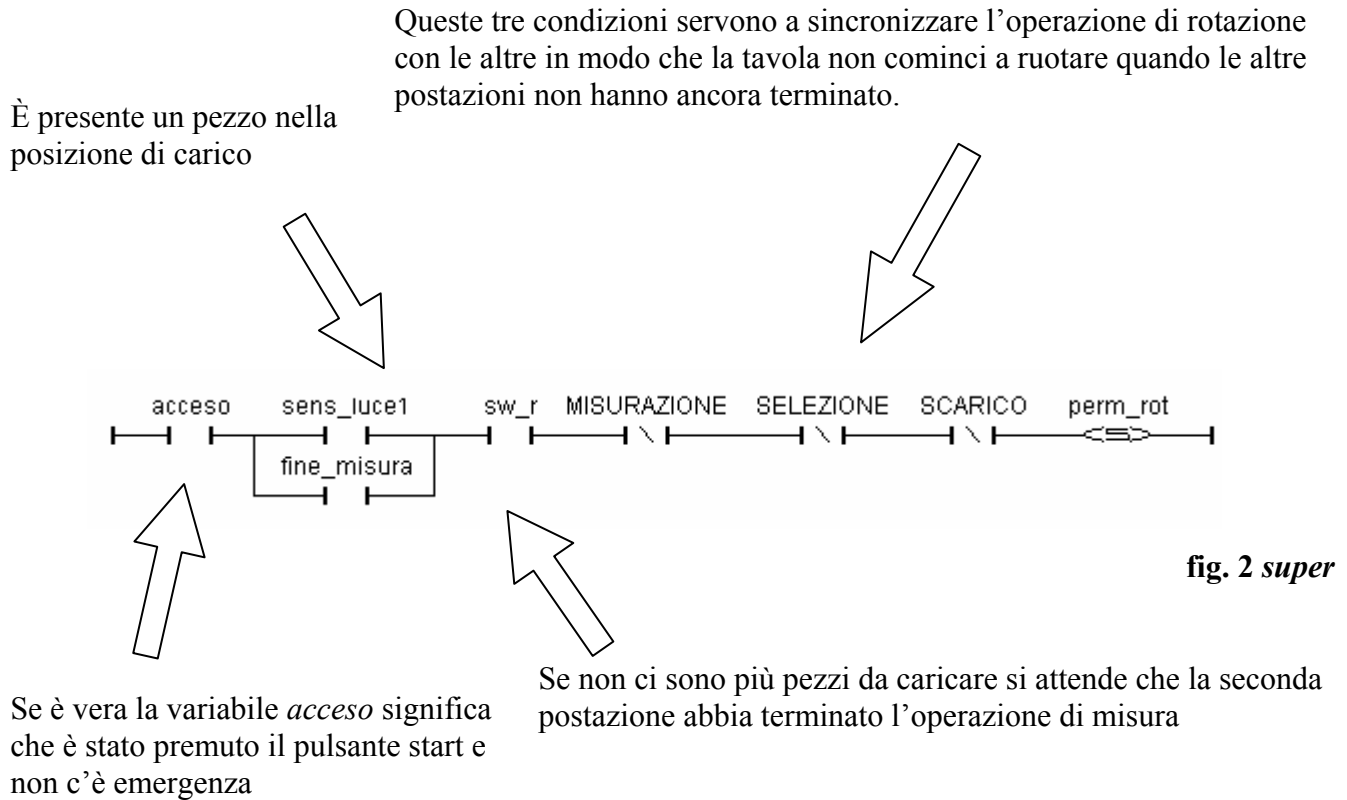 Queste tre condizioni servono a sincronizzare l’operazione di rotazione
con le altre in modo che la tavola non cominci a ruotare quando le altre
postazioni non hanno ancora terminato.
È presente un pezzo nella
posizione di carico
acceso sens_luce1 sw_r MISURAZIONE SELEZIONE SCARICO perm_rot
S
fine_misura
fig. 2 super
Se non ci sono più pezzi da caricare si attende che la seconda
postazione abbia terminato l’operazione di misura
Se è vera la variabile acceso significa
che è stato premuto il pulsante start e
non c’è emergenza